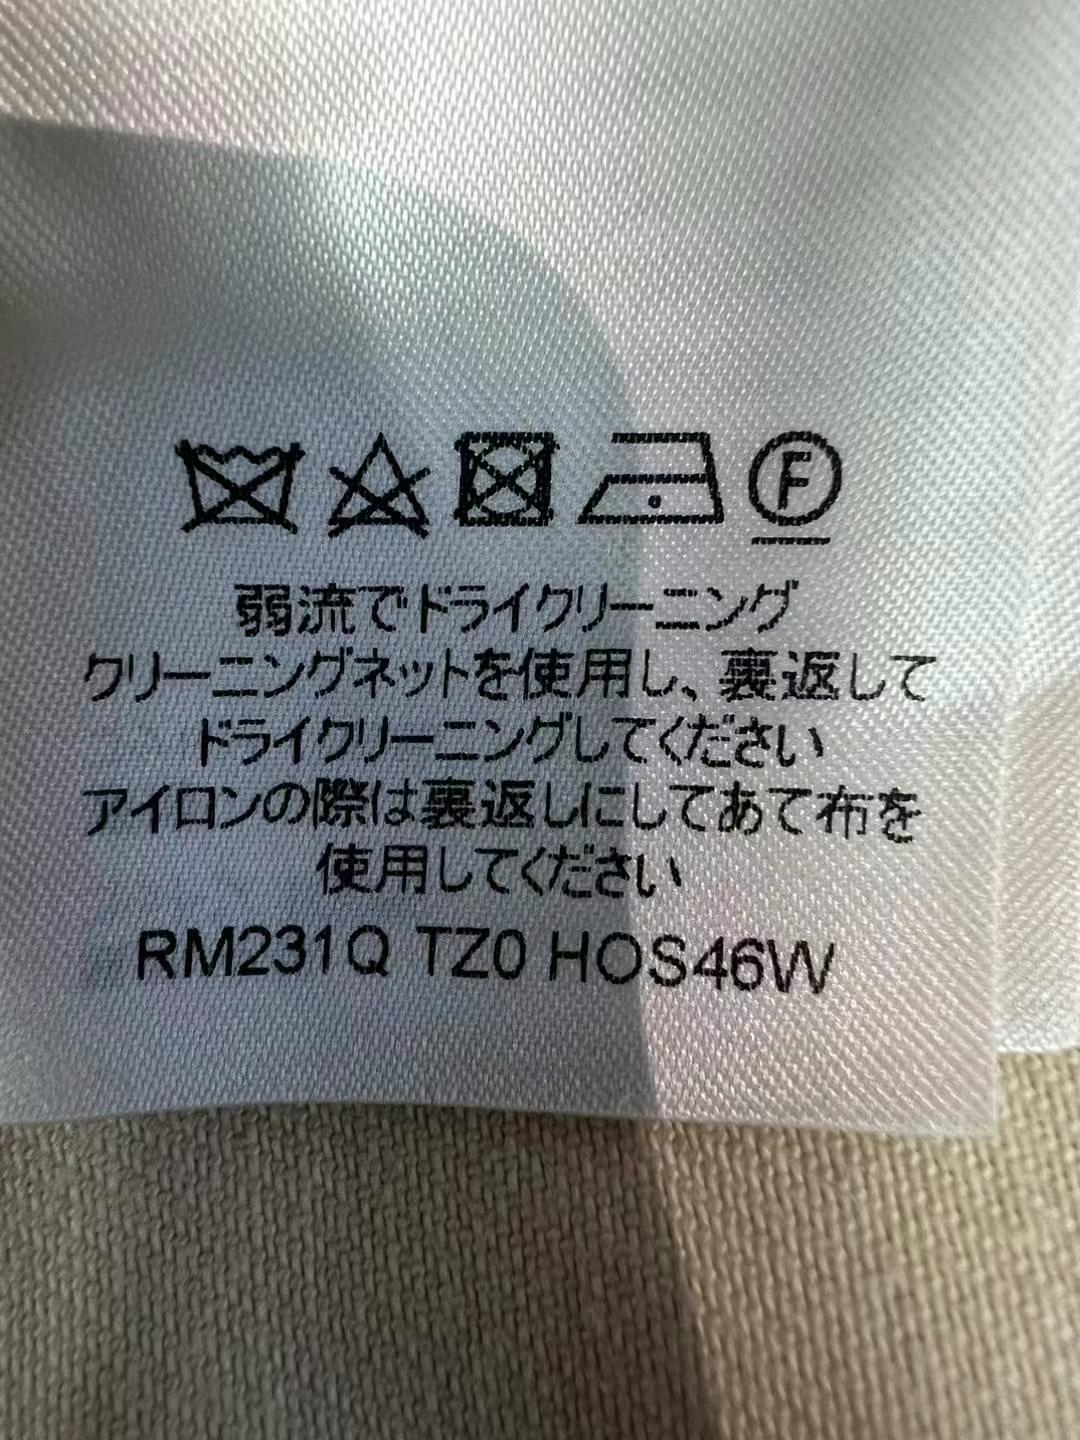 F
弱流でドライクリーニング
クリーニングネットを使用し、裏返して
ドライクリーニングしてください
アイロンの際は裏返しにしてあて布を
使用してください
RM231Q TZ0 HOS46W